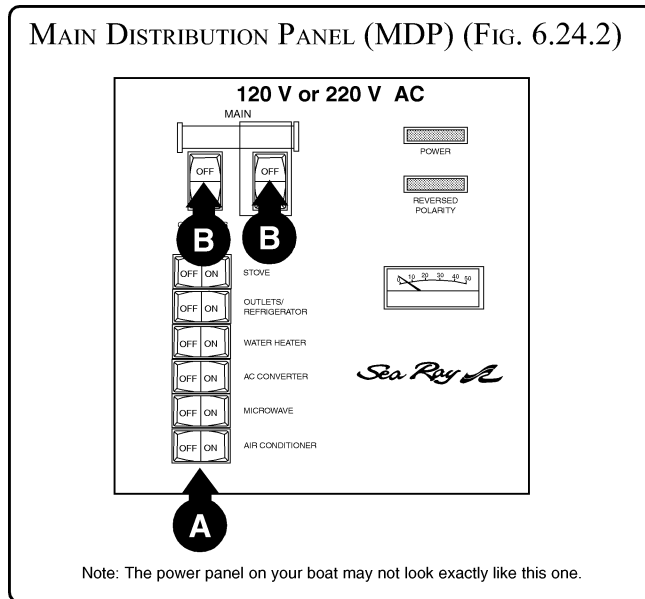 MAIN DISTRIBUTION PANEL (MDP) (FIG. 6.24.2)
120 V or 220 V AC
MAIN
OFF OFF
POWER
REVERSED
POLARITY
B B
OFF ON STOVE
0 10 20 30 40 50
OFF ON OUTLETS/
REFRIGERATOR
OFF ON WATER HEATER
OFF ON AC CONVERTER
Sea Ray
OFF ON MICROWAVE
OFF ON AIR CONDITIONER
A
Note: The power panel on your boat may not look exactly like this one.